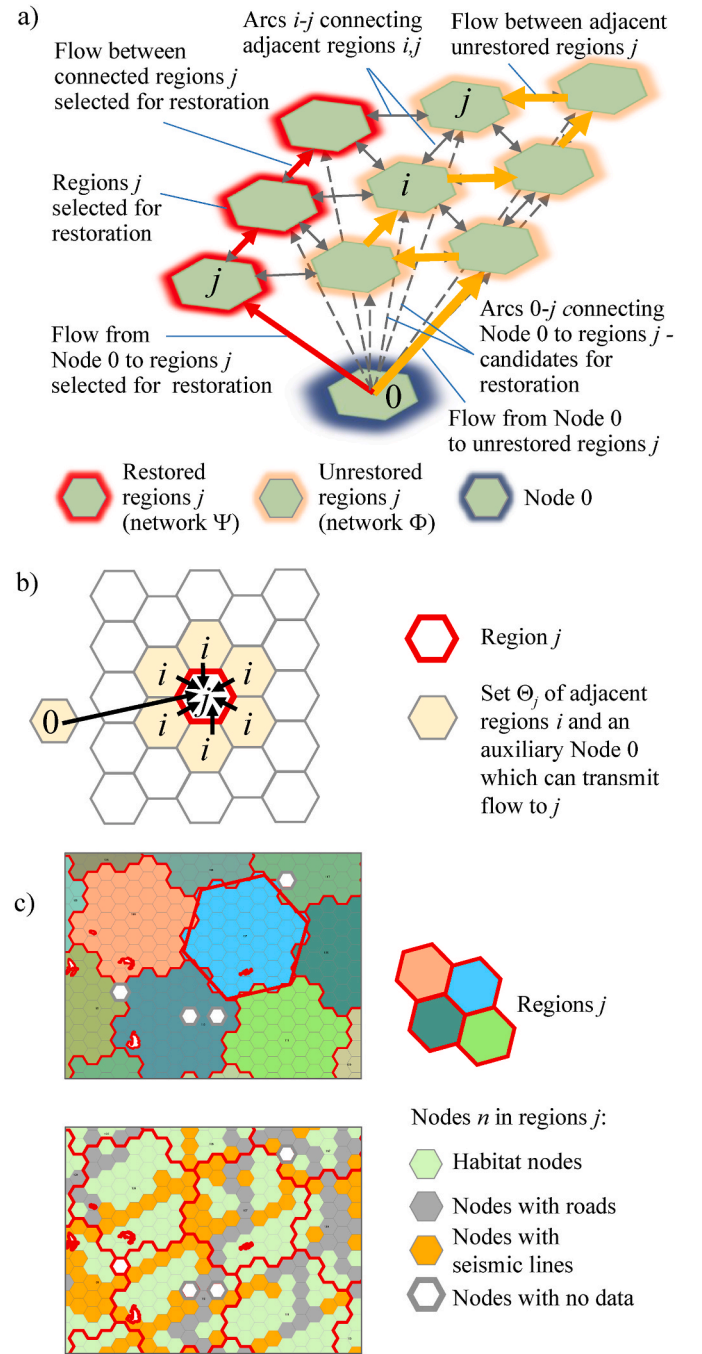 a)
Flow between
connected regions j
selected for restoration
Arcs i-j connecting
adjacent regions i,j
Flow between adjacent
unrestored regions j
j
i
Regions j
selected for
restoration
j
Flow from
Node 0 to regions j
selected for restoration
0
Arcs 0-j connecting
Node 0 to regions j -
candidates for
restoration
Flow from Node 0
to unrestored regions j
Restored
regions j
(network Ψ)
Unrestored
regions j
(network Φ)
Node 0
b)
i
i
i
0
j
i
i
i
Region j
Set Θj of adjacent
regions i and an
auxiliary Node 0
which can transmit
flow to j
c)
Regions j
Nodes n in regions j:
Habitat nodes
Nodes with roads
Nodes with
seismic lines
Nodes with no data